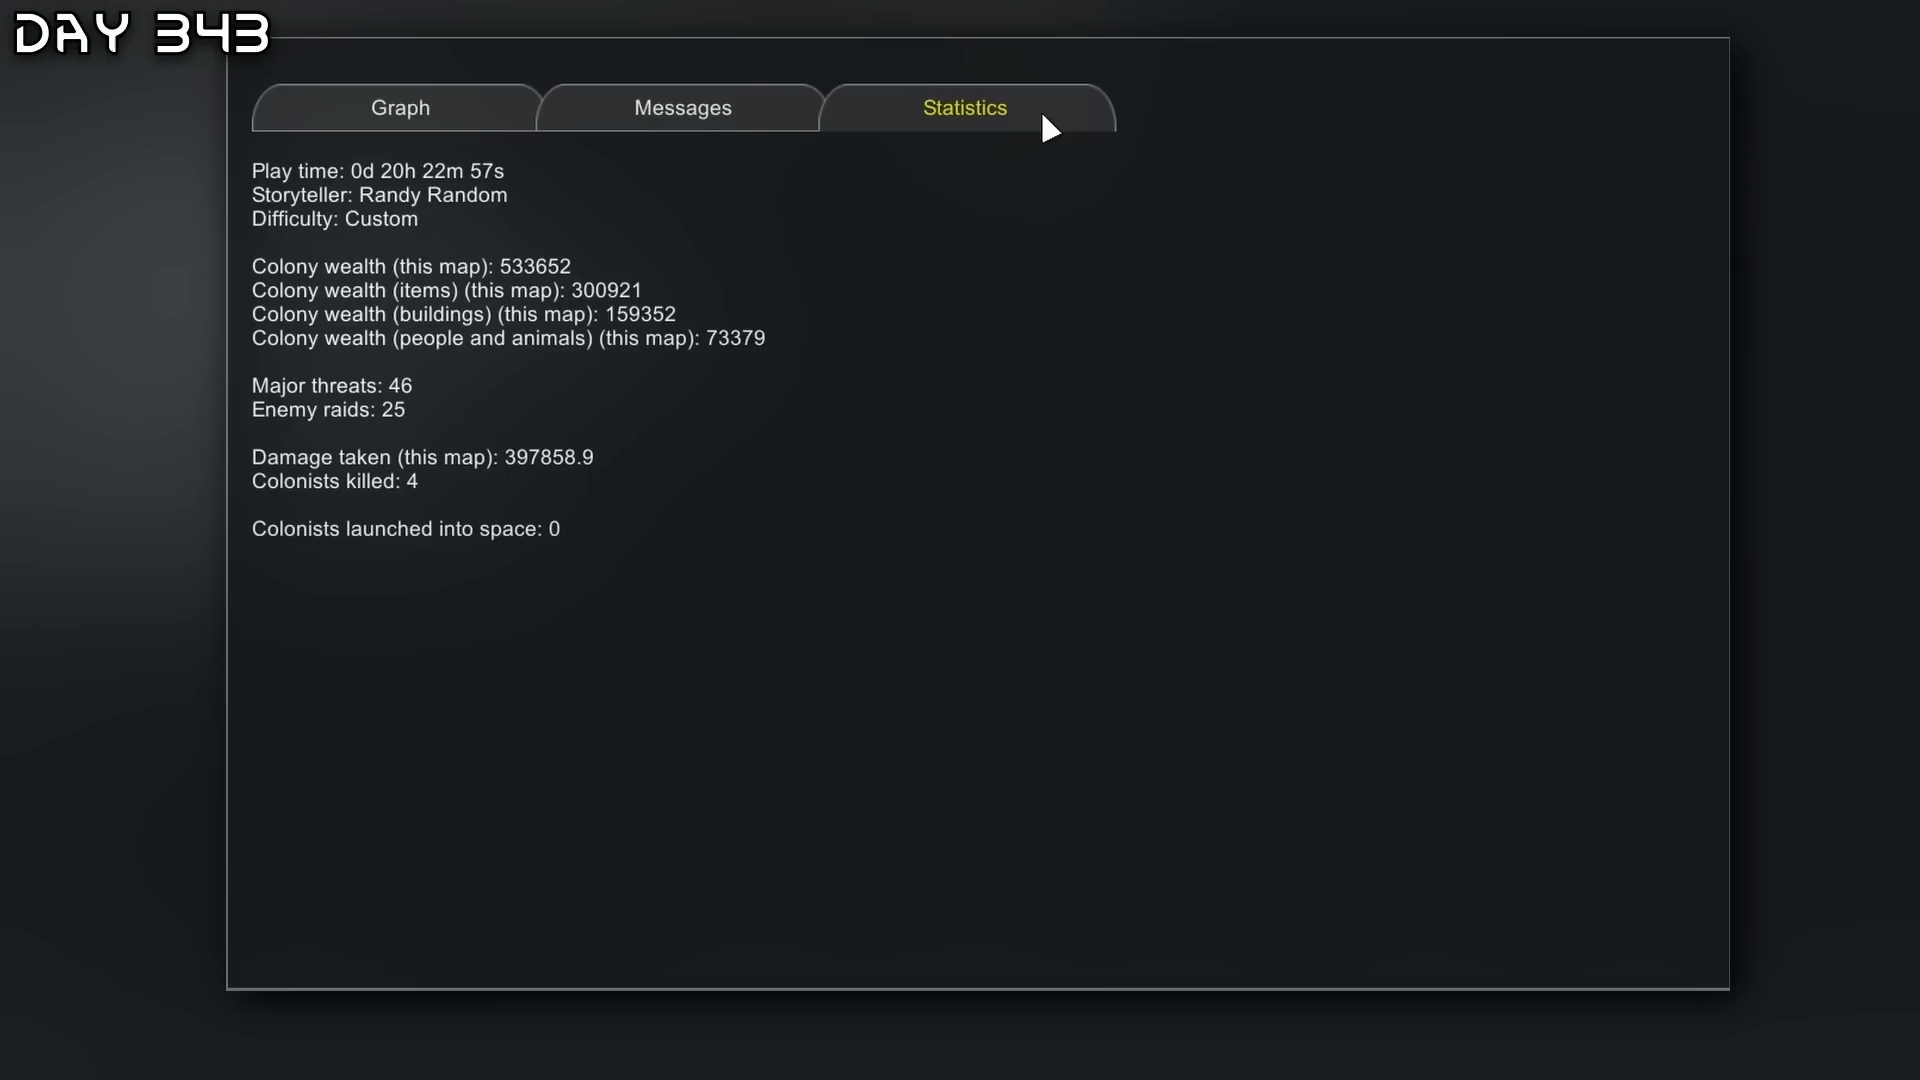 DAY 343
Graph
Messages
Statistics
Play time: 0d 20h 22m 57s
Storyteller: Randy Random
Difficulty: Custom
Colony wealth (this map): 533652
Colony wealth (items) (this map): 300921
Colony wealth (buildings) (this map): 159352
Colony wealth (people and animals) (this map): 73379
Major threats: 46
Enemy raids: 25
Damage taken (this map): 397858.9
Colonists killed: 4
Colonists launched into space: 0